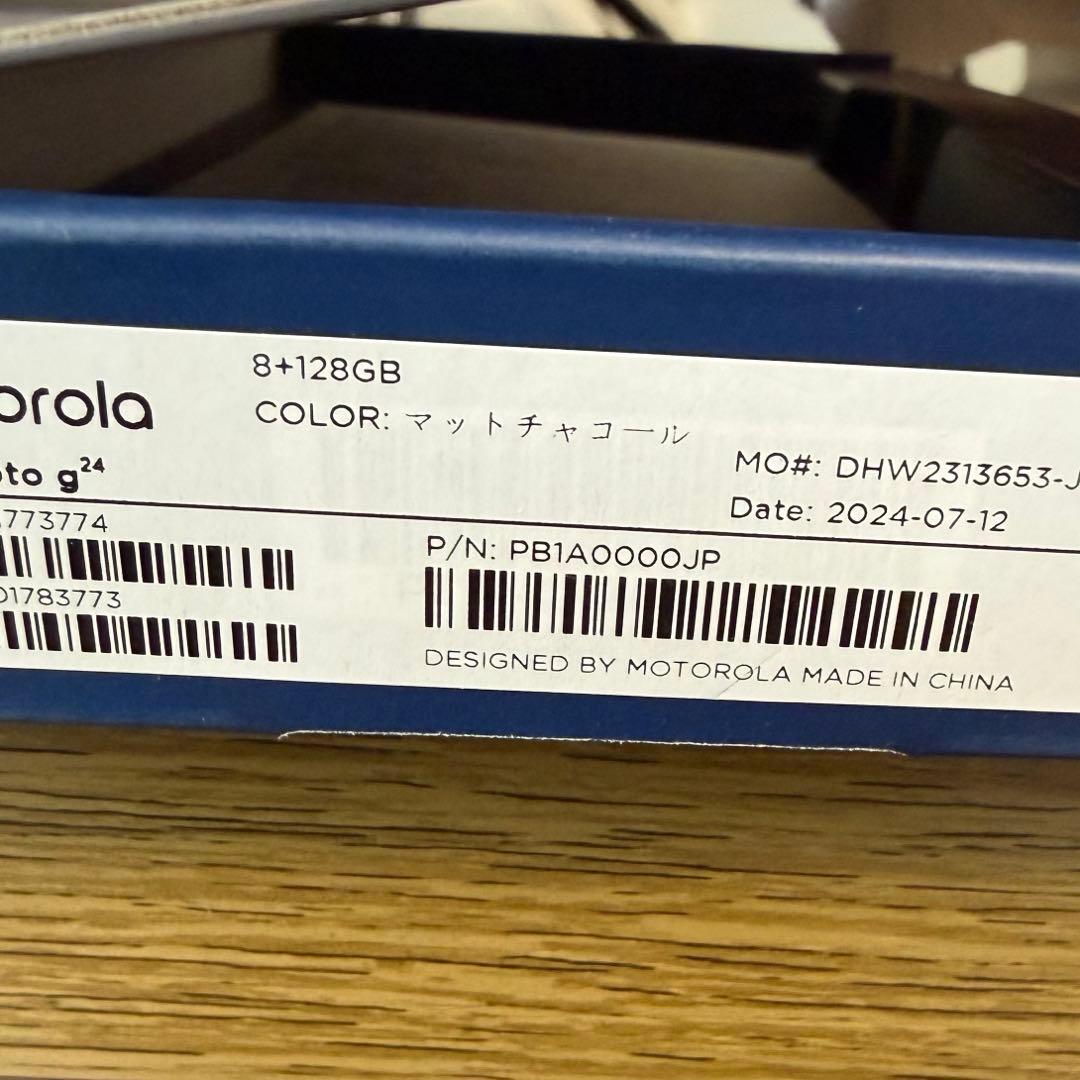 orola
8+128GB
COLOR: マットチャコール
oto g24
MO#: DHW2313653-J
Date: 2024-07-12
773774
P/N: PB1A0000JP
01783773
DESIGNED BY MOTOROLA MADE IN CHINA